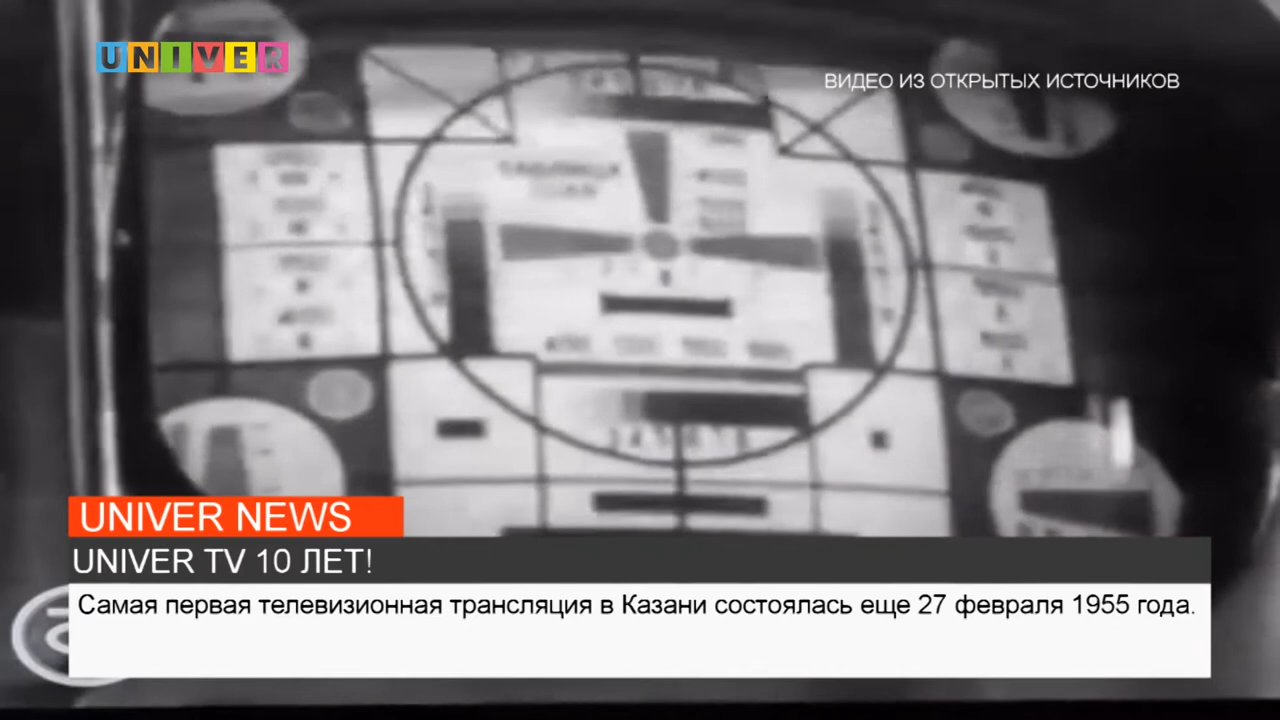 UNIVER
ВИДЕО ИЗ ОТКРЫТЫХ ИСТОЧНИКОВ
ТАБЛИЦА
UNIVER NEWS
UNIVER TV 10 ЛЕТ!
Самая первая телевизионная трансляция в Казани состоялась еще 27 февраля 1955 года.